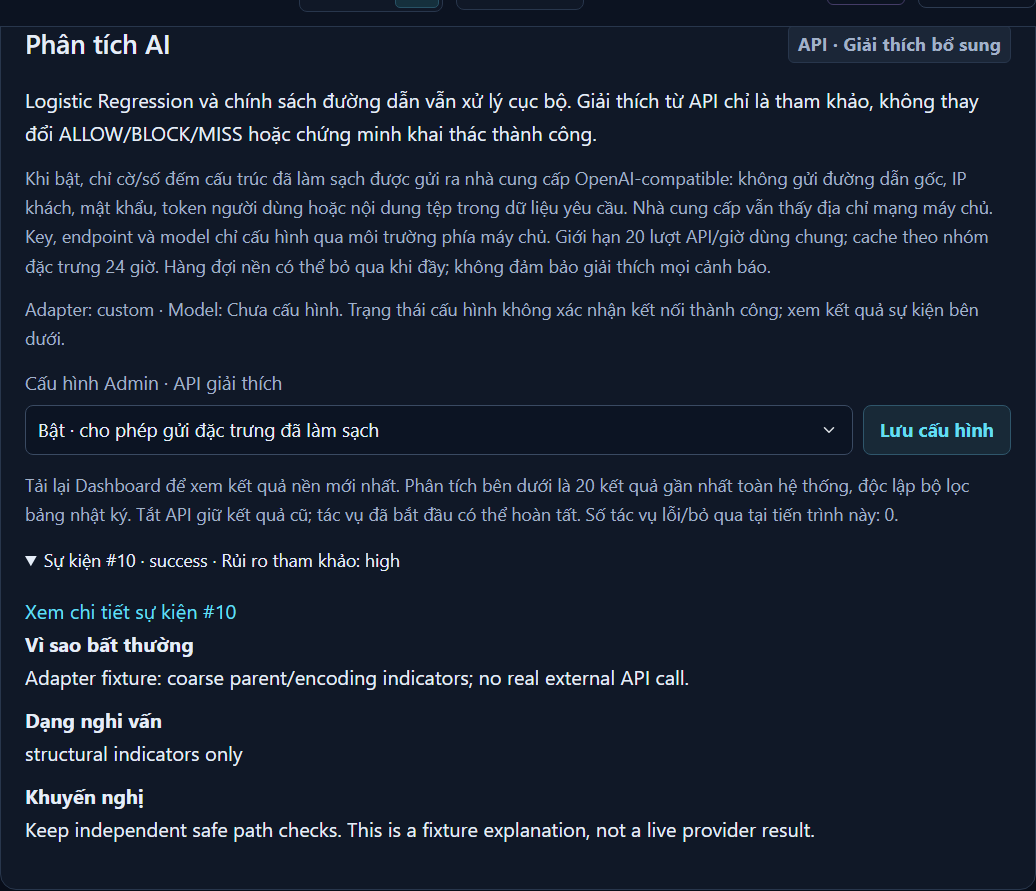 Phân tích AI
API · Giải thích bổ sung
Logistic Regression và chính sách đường dẫn vẫn xử lý cục bộ. Giải thích từ API chỉ là tham khảo, không thay
đổi ALLOW/BLOCK/MISS hoặc chứng minh khai thác thành công.
Khi bật, chỉ cờ/số đếm cấu trúc đã làm sạch được gửi ra nhà cung cấp OpenAI-compatible: không gửi đường dẫn gốc, IP
khách, mật khẩu, token người dùng hoặc nội dung tệp trong dữ liệu yêu cầu. Nhà cung cấp vẫn thấy địa chỉ mạng máy chủ.
Key, endpoint và model chỉ cấu hình qua môi trường phía máy chủ. Giới hạn 20 lượt API/giờ dùng chung; cache theo nhóm
đặc trưng 24 giờ. Hàng đợi nền có thể bỏ qua khi đầy; không đảm bảo giải thích mọi cảnh báo.
Adapter: custom · Model: Chưa cấu hình. Trạng thái cấu hình không xác nhận kết nối thành công; xem kết quả sự kiện bên
dưới.
Cấu hình Admin · API giải thích
Bật · cho phép gửi đặc trưng đã làm sạch
Lưu cấu hình
Tải lại Dashboard để xem kết quả nền mới nhất. Phân tích bên dưới là 20 kết quả gần nhất toàn hệ thống, độc lập bộ lọc
bảng nhật ký. Tắt API giữ kết quả cũ; tác vụ đã bắt đầu có thể hoàn tất. Số tác vụ lỗi/bỏ qua tại tiến trình này: 0.
▼ Sự kiện #10 · success · Rủi ro tham khảo: high
Xem chi tiết sự kiện #10
Vì sao bất thường
Adapter fixture: coarse parent/encoding indicators; no real external API call.
Dạng nghi vấn
structural indicators only
Khuyến nghị
Keep independent safe path checks. This is a fixture explanation, not a live provider result.